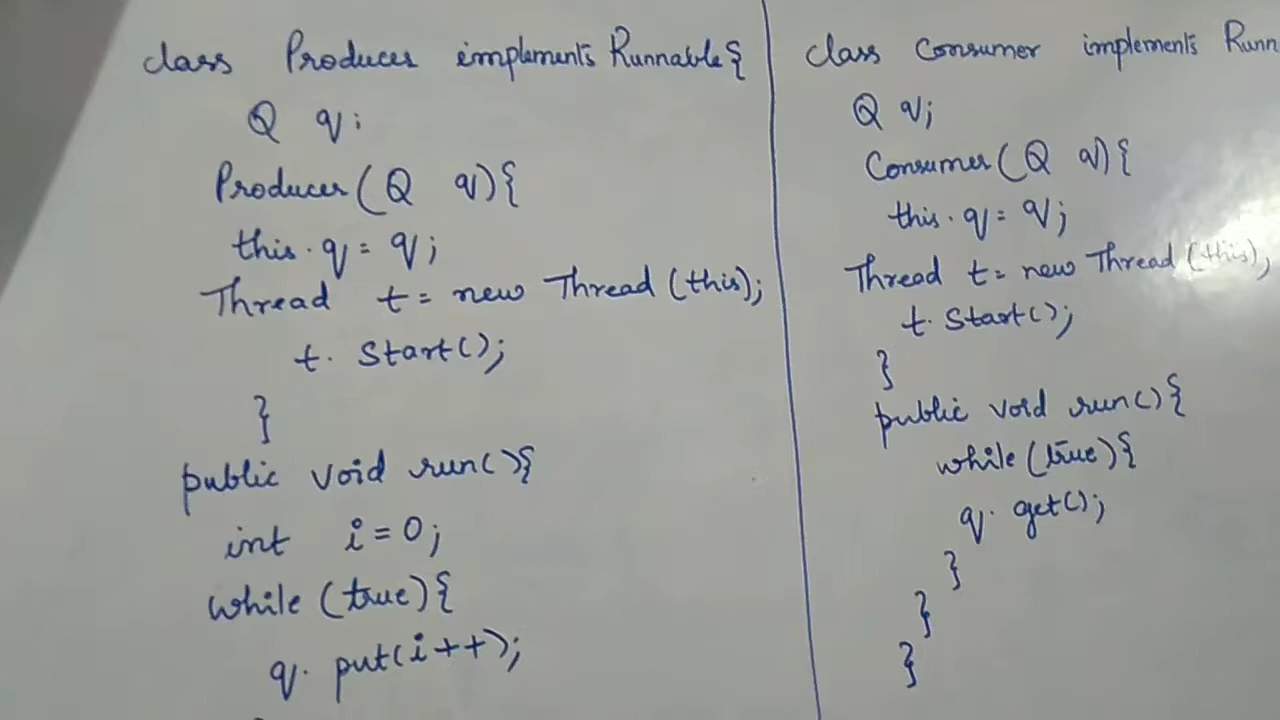 class Producer implements Runnable{
Q q;
Producer(Q q){
this.q = q;
Thread t = new Thread(this);
t. Start();
}
public void run(){
int i=0;
while(true){
q. put(i++);
class Consumer implements Runn
Q q;
Consumer(Q q){
this.q = q;
Thread t= new Thread(this),
t. Start();
}
public void run(){
while(true){
q. get();
}
}
}